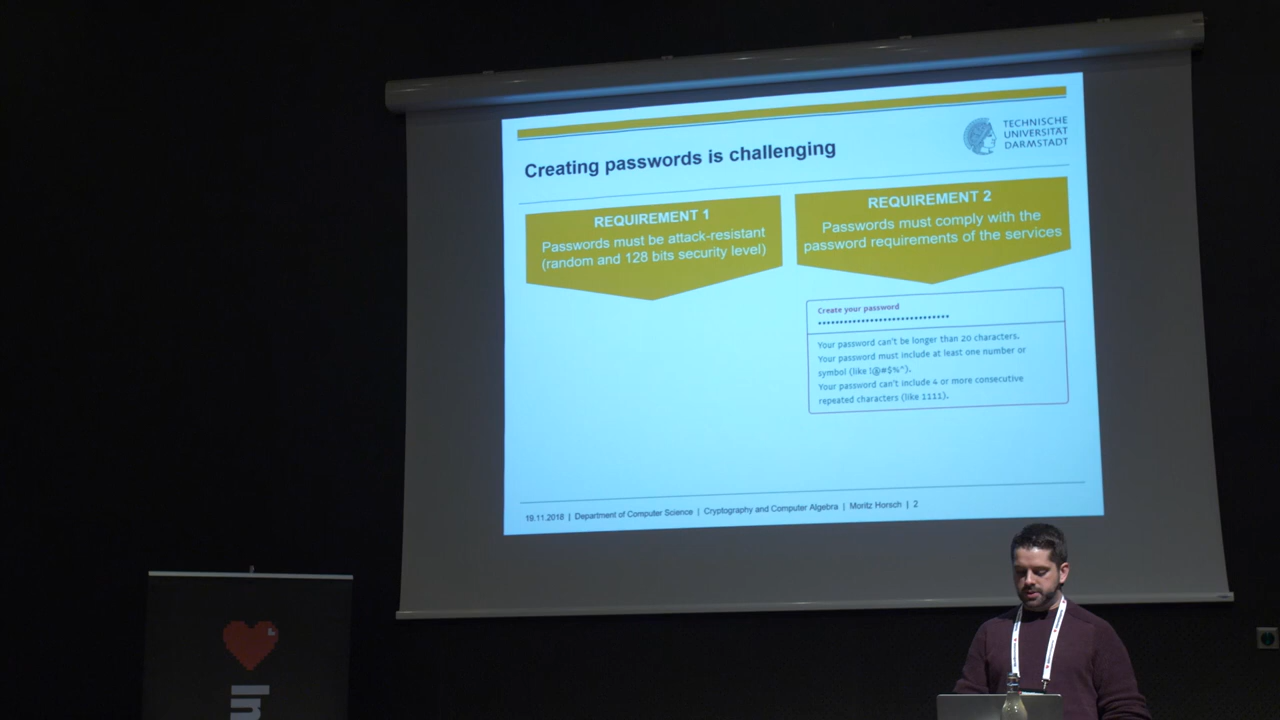 TECHNISCHE
UNIVERSITÄT
DARMSTADT
Creating passwords is challenging
REQUIREMENT 1
Passwords must be attack-resistant
(random and 128 bits security level)
REQUIREMENT 2
Passwords must comply with the
password requirements of the services
Create your password
Your password can't be longer than 20 characters.
Your password must include at least one number or
symbol (like !@#$%^).
Your password can't include 4 or more consecutive
repeated characters (like 1111).
19.11.2018 | Department of Computer Science | Cryptography and Computer Algebra | Moritz Horsch | 2
In